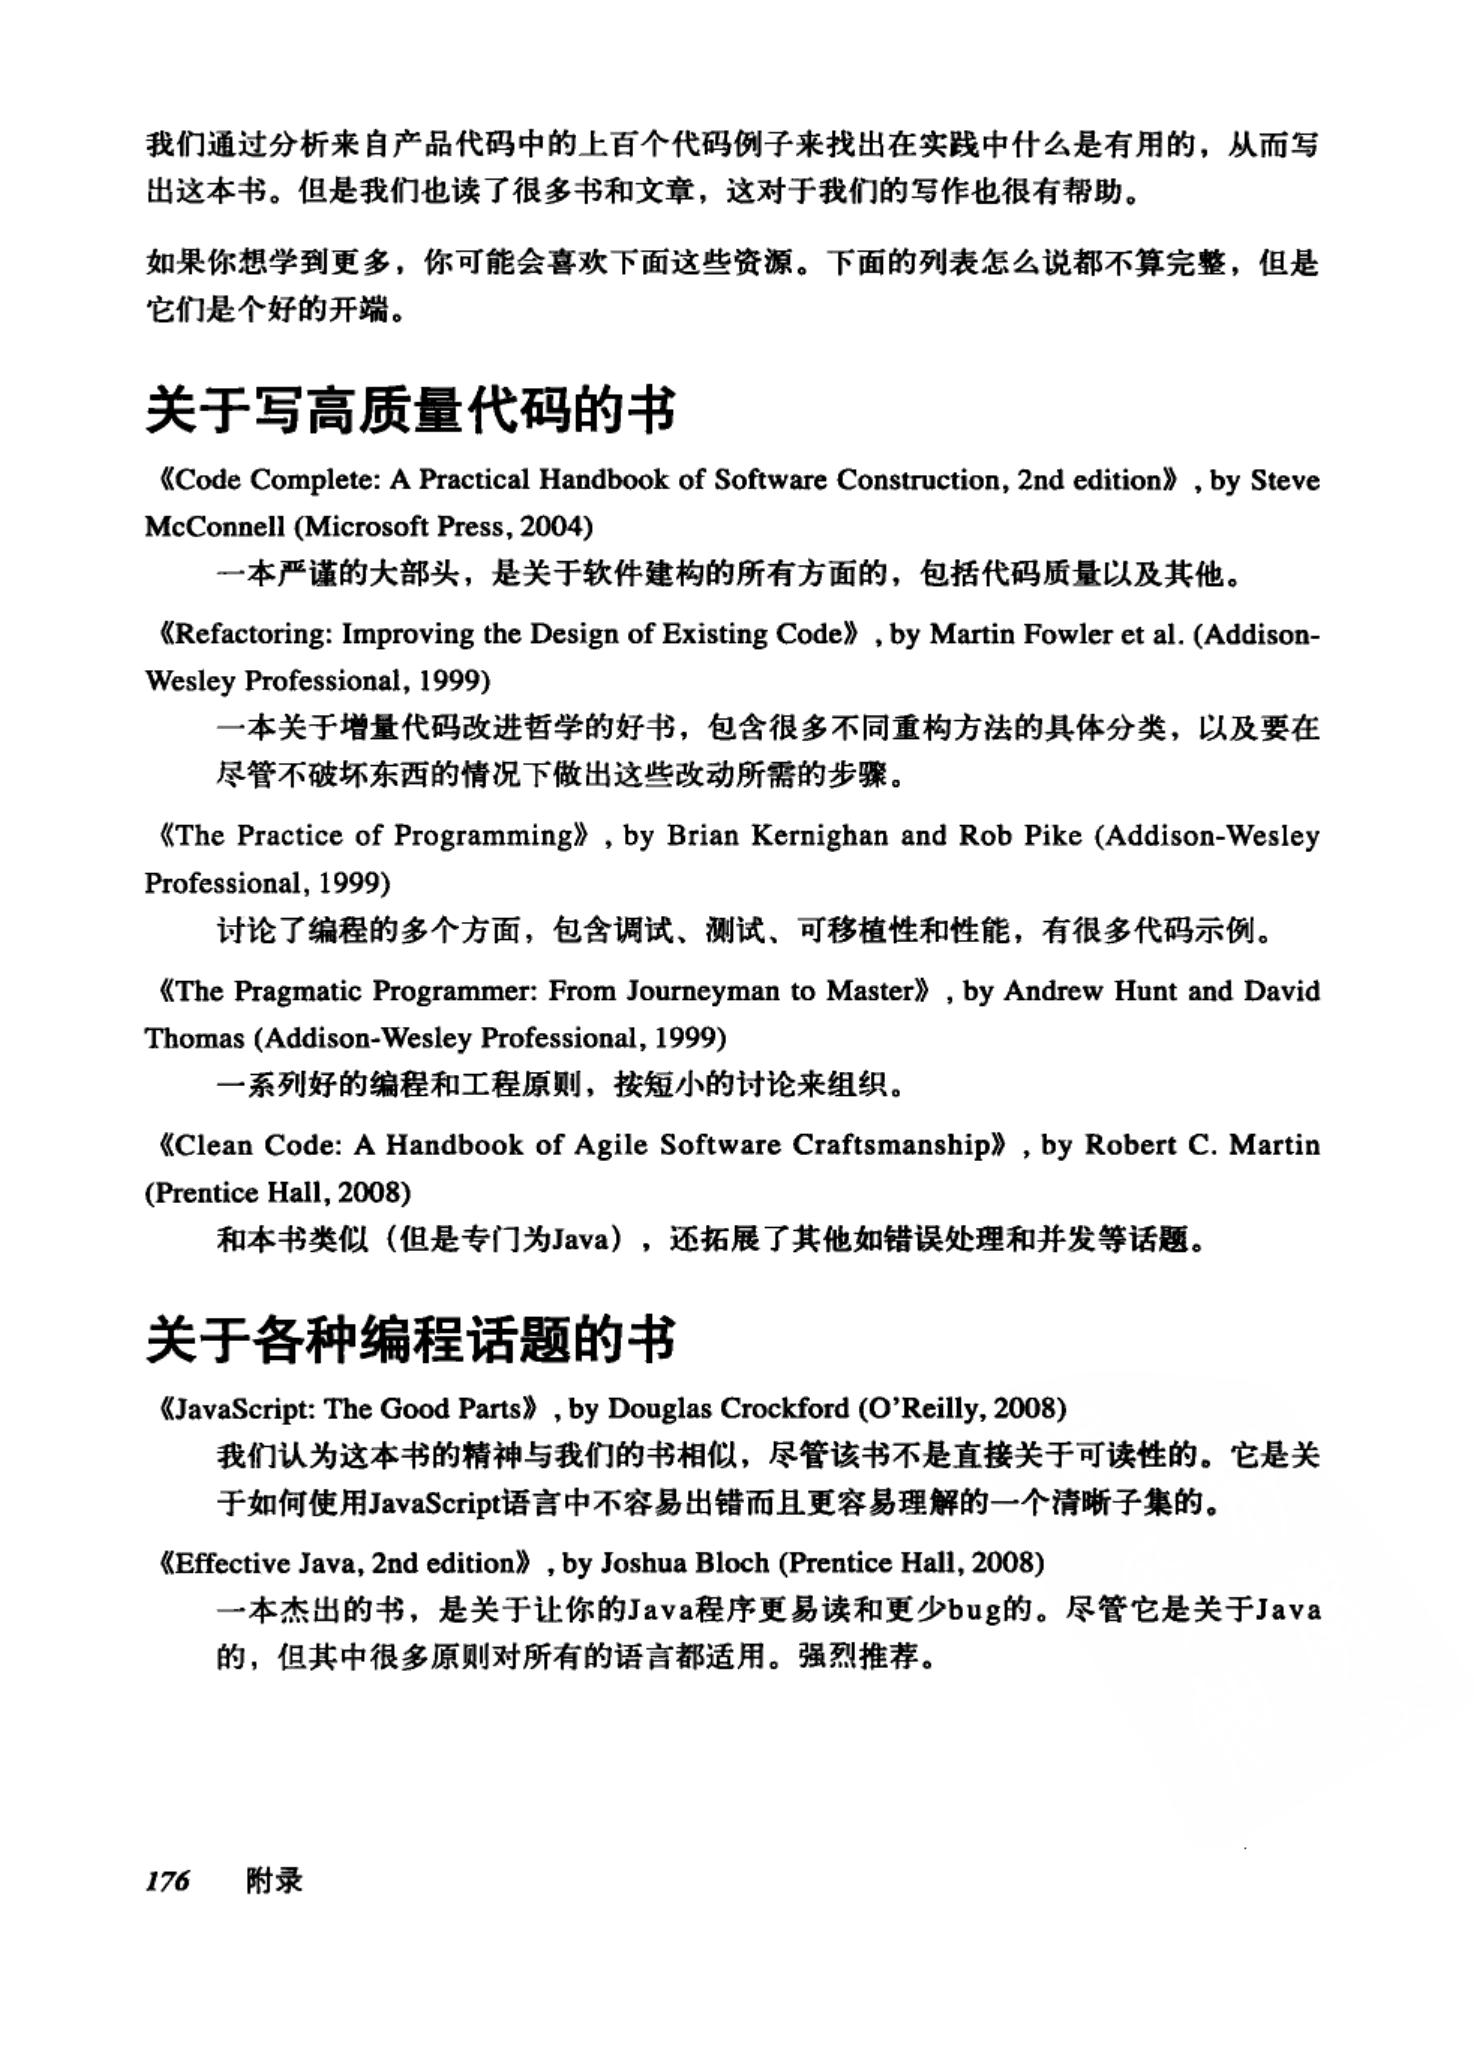 我们通过分析来自产品代码中的上百个代码例子来找出在实践中什么是有用的，从而写
出这本书。但是我们也读了很多书和文章，这对于我们的写作也很有帮助。
如果你想学到更多，你可能会喜欢下面这些资源。下面的列表怎么说都不算完整，但是
它们是个好的开端。
关于写高质量代码的书
《Code Complete: A Practical Handbook of Software Construction, 2nd edition》, by Steve
McConnell (Microsoft Press, 2004)
一本严谨的大部头，是关于软件建构的所有方面的，包括代码质量以及其他。
《Refactoring: Improving the Design of Existing Code》, by Martin Fowler et al. (Addison-
Wesley Professional, 1999)
一本关于增量代码改进哲学的好书，包含很多不同重构方法的具体分类，以及要在
尽管不破坏东西的情况下做出这些改动所需的步骤。
《The Practice of Programming》, by Brian Kernighan and Rob Pike (Addison-Wesley
Professional, 1999)
讨论了编程的多个方面，包含调试、测试、可移植性和性能，有很多代码示例。
《The Pragmatic Programmer: From Journeyman to Master》, by Andrew Hunt and David
Thomas (Addison-Wesley Professional, 1999)
一系列好的编程和工程原则，按短小的讨论来组织。
《Clean Code: A Handbook of Agile Software Craftsmanship》, by Robert C. Martin
(Prentice Hall, 2008)
和本书类似（但是专门为Java），还拓展了其他如错误处理和并发等话题。
关于各种编程话题的书
《JavaScript: The Good Parts》, by Douglas Crockford (O'Reilly, 2008)
我们认为这本书的精神与我们的书相似，尽管该书不是直接关于可读性的。它是关
于如何使用JavaScript语言中不容易出错而且更容易理解的一个清晰子集的。
《Effective Java, 2nd edition》, by Joshua Bloch (Prentice Hall, 2008)
一本杰出的书，是关于让你的Java程序更易读和更少bug的。尽管它是关于Java
的，但其中很多原则对所有的语言都适用。强烈推荐。
176 附录